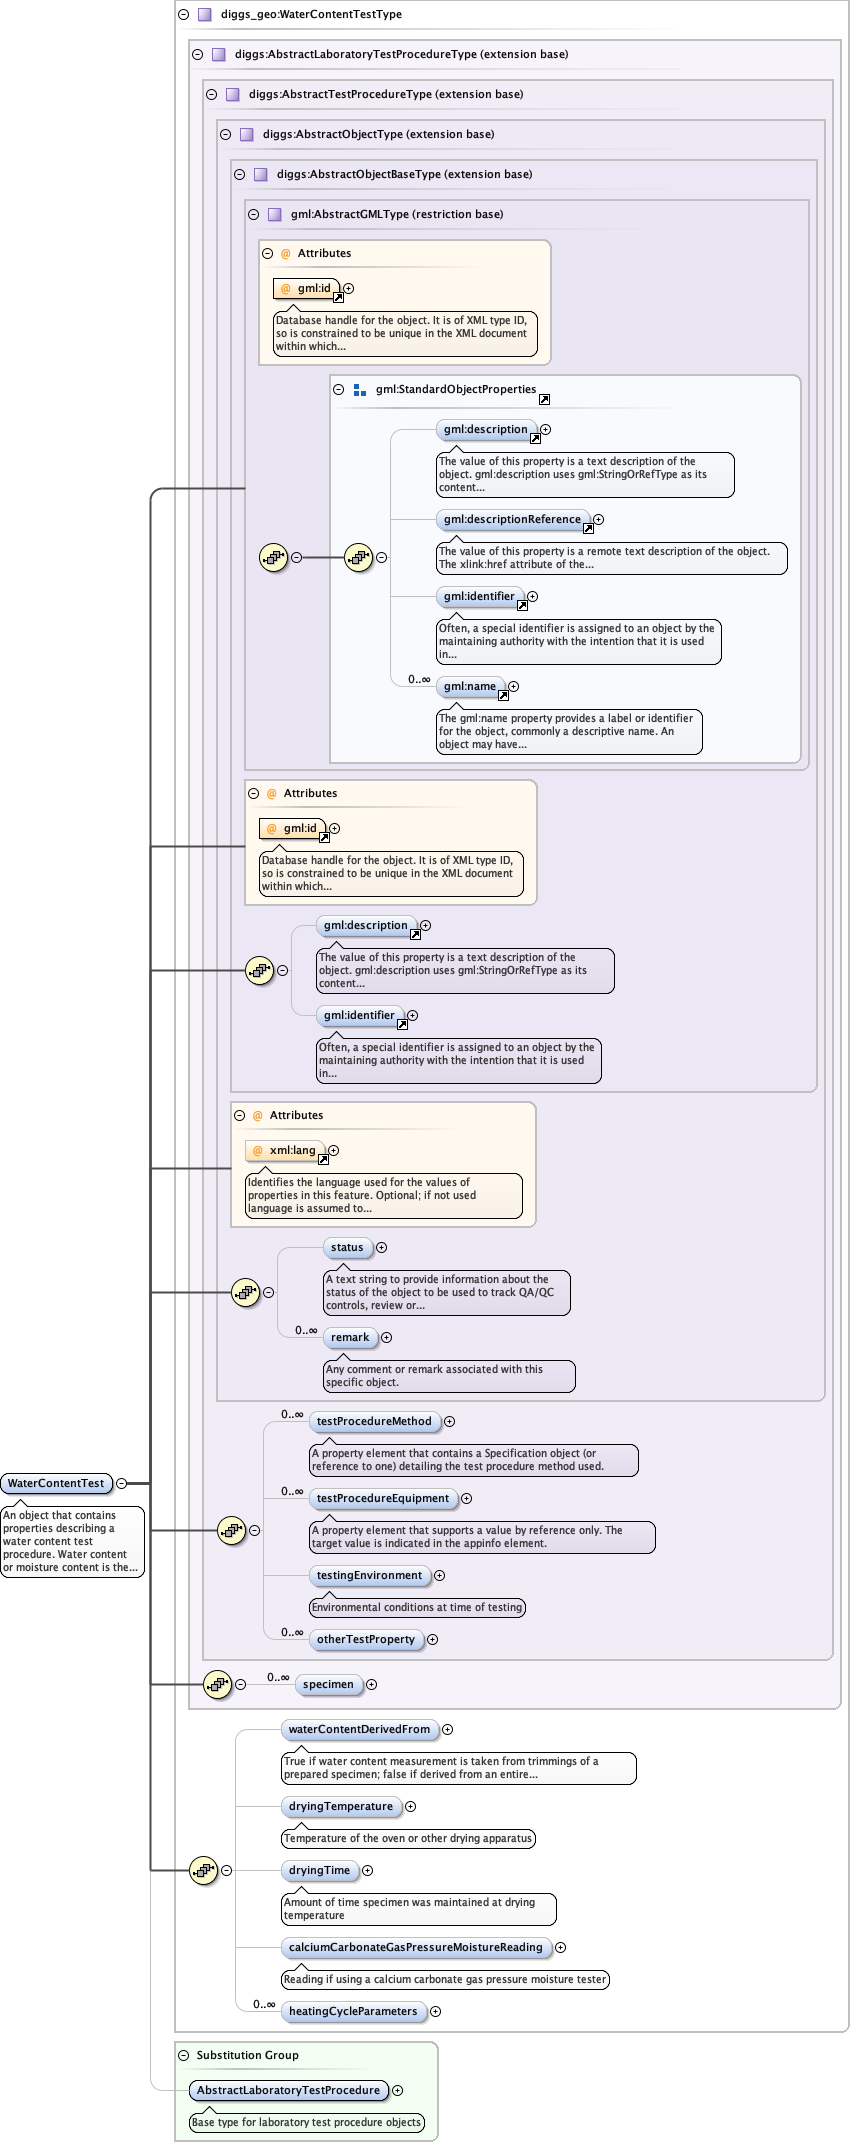 diggs_geo:WaterContentTestType
diggs:AbstractLaboratoryTestProcedureType (extension base)
diggs:AbstractTestProcedureType (extension base)
diggs:AbstractObjectType (extension base)
diggs:AbstractObjectBaseType (extension base)
gml:AbstractGMLType (restriction base)
@ Attributes
@ gml:id
Database handle for the object. It is of XML type ID,
so is constrained to be unique in the XML document
within which...
gml:StandardObjectProperties
gml:description
The value of this property is a text description of the
object. gml:description uses gml:StringOrRefType as its
content...
gml:descriptionReference
The value of this property is a remote text description of the object.
The xlink:href attribute of the...
gml:identifier
Often, a special identifier is assigned to an object by the
maintaining authority with the intention that it is used
in...
0..∞
gml:name
The gml:name property provides a label or identifier
for the object, commonly a descriptive name. An
object may have...
@ Attributes
@ gml:id
Database handle for the object. It is of XML type ID,
so is constrained to be unique in the XML document
within which...
gml:description
The value of this property is a text description of the
object. gml:description uses gml:StringOrRefType as its
content...
gml:identifier
Often, a special identifier is assigned to an object by the
maintaining authority with the intention that it is used
in...
@ Attributes
@ xml:lang
Identifies the language used for the values of
properties in this feature. Optional; if not used
language is assumed to...
status
A text string to provide information about the
status of the object to be used to track QA/QC
controls, review or...
0..∞
remark
Any comment or remark associated with this
specific object.
0..∞
testProcedureMethod
A property element that contains a Specification object (or
reference to one) detailing the test procedure method used.
WaterContentTest
An object that contains
properties describing a
water content test
procedure. Water content
or moisture content is the...
0..∞
testProcedureEquipment
A property element that supports a value by reference only. The
target value is indicated in the appinfo element.
testingEnvironment
Environmental conditions at time of testing
0..∞
otherTestProperty
0..∞
specimen
waterContentDerivedFrom
True if water content measurement is taken from trimmings of a
prepared specimen; false if derived from an entire...
dryingTemperature
Temperature of the oven or other drying apparatus
dryingTime
Amount of time specimen was maintained at drying
temperature
calciumCarbonateGasPressureMoistureReading
Reading if using a calcium carbonate gas pressure moisture tester
0..∞
heatingCycleParameters
Substitution Group
AbstractLaboratoryTestProcedure
Base type for laboratory test procedure objects